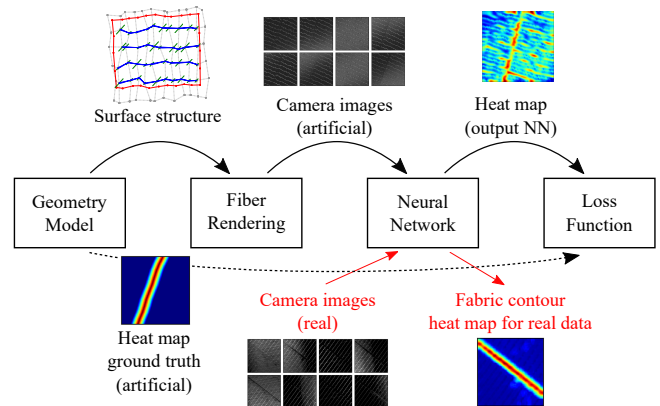 Surface structure
Camera images
(artificial)
Heat map
(output NN)
Geometry
Model
Fiber
Rendering
Neural
Network
Loss
Function
Heat map
ground truth
(artificial)
Camera images
(real)
Fabric contour
heat map for real data